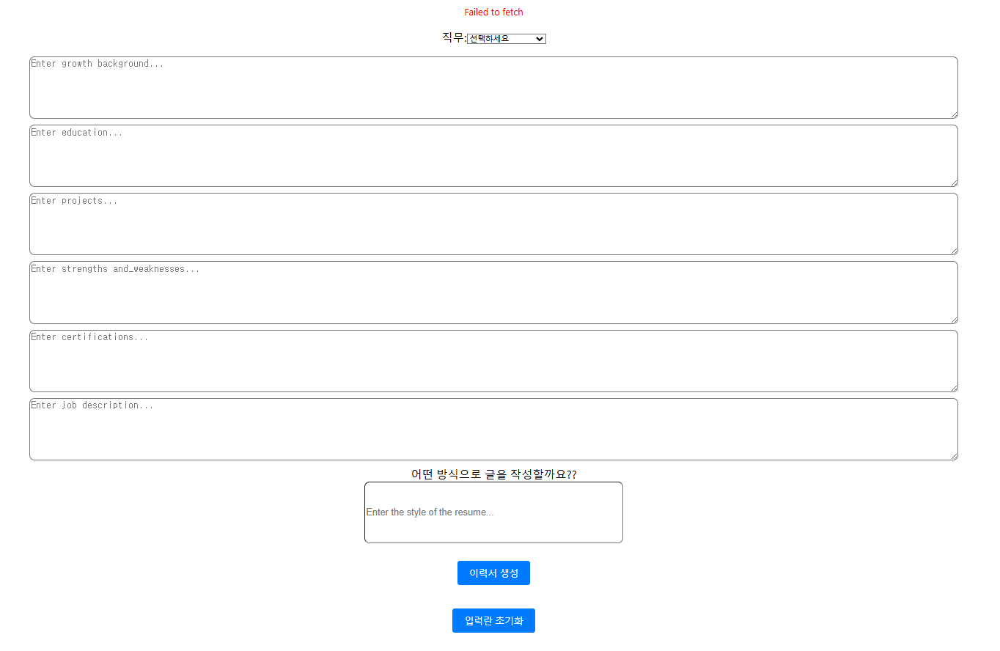 Failed to fetch
직무:선택하세요
Enter growth background...
Enter education...
Enter projects...
Enter strengths and_weaknesses...
Enter certifications...
Enter job description...
어떤 방식으로 글을 작성할까요??
Enter the style of the resume...
이력서 생성
입력란 초기화